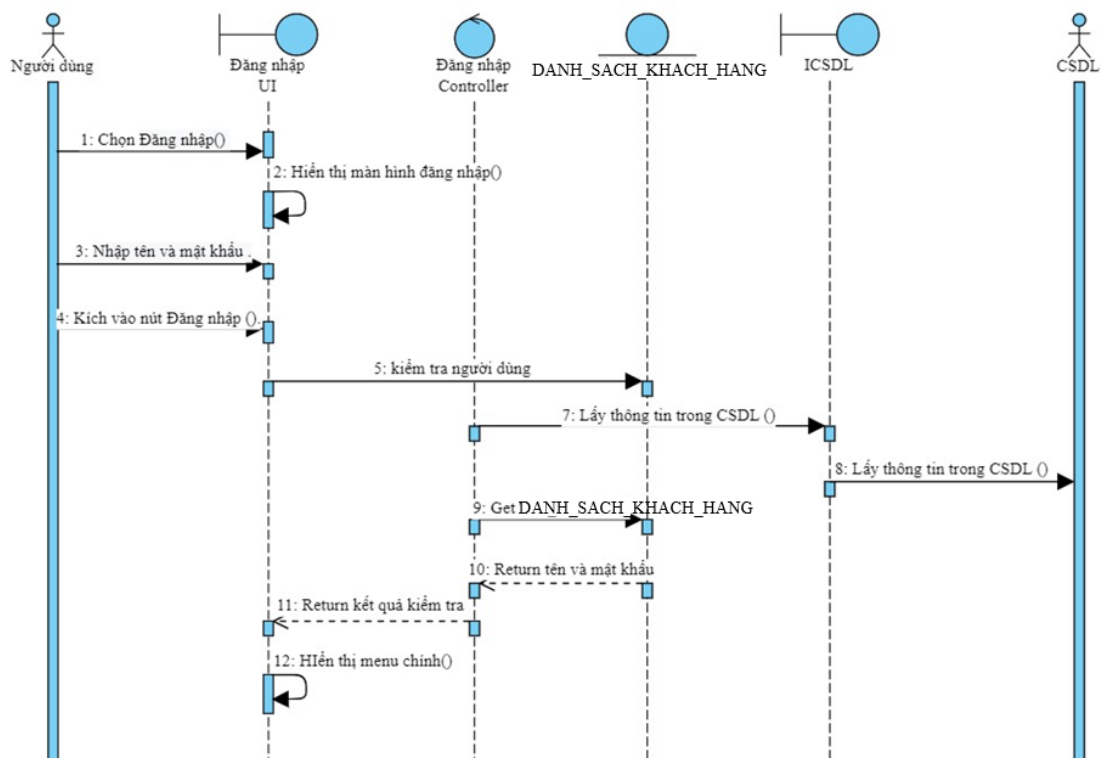 Người dùng
Đăng nhập
UI
Đăng nhập
Controller
DANH_SACH_KHACH_HANG
ICSDL
CSDL
1: Chọn Đăng nhập()
2: Hiển thị màn hình đăng nhập()
3: Nhập tên và mật khẩu .
4: Kích vào nút Đăng nhập ().
5: kiểm tra người dùng
7: Lấy thông tin trong CSDL ()
8: Lấy thông tin trong CSDL ()
9: Get DANH_SACH_KHACH_HANG
10: Return tên và mật khẩu
11: Return kết quả kiểm tra
12: HIển thị menu chính()